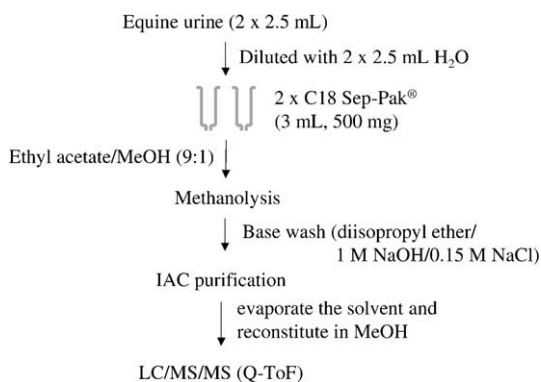 Equine urine (2 x 2.5 mL)
Diluted with 2 x 2.5 mL H₂O
2 x C18 Sep-Pak®
(3 mL, 500 mg)
Ethyl acetate/MeOH (9:1)
Methanolysis
Base wash (diisopropyl ether/
1 M NaOH/0.15 M NaCl)
IAC purification
evaporate the solvent and
reconstitute in MeOH
LC/MS/MS (Q-ToF)